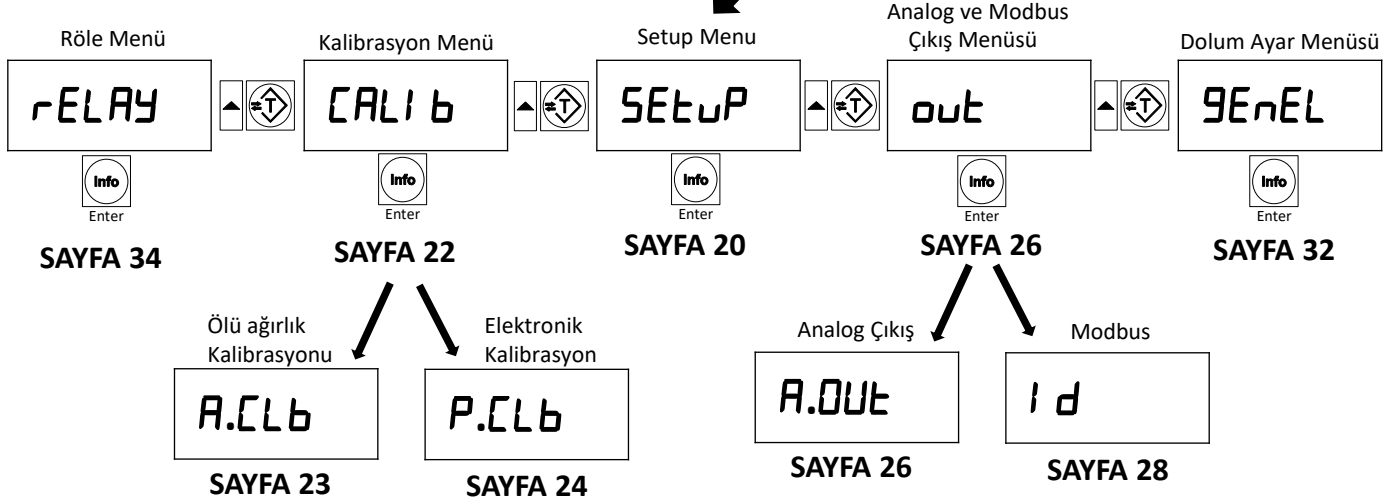 Analog ve Modbus
Röle Menü
Kalibrasyon Menü
Setup Menu
Çıkış Menüsü
Dolum Ayar Menüsü
rELAY
T
CALIb
T
SEtuP
T
out
T
gEnEL
Info
Info
Info
Info
Info
Enter
Enter
Enter
Enter
Enter
SAYFA 34
SAYFA 22
SAYFA 20
SAYFA 26
SAYFA 32
Ölü ağırlık
Kalibrasyonu
Elektronik
Kalibrasyon
Analog Çıkış
Modbus
A.CLb
P.CLb
A.OUt
Id
SAYFA 23
SAYFA 24
SAYFA 26
SAYFA 28